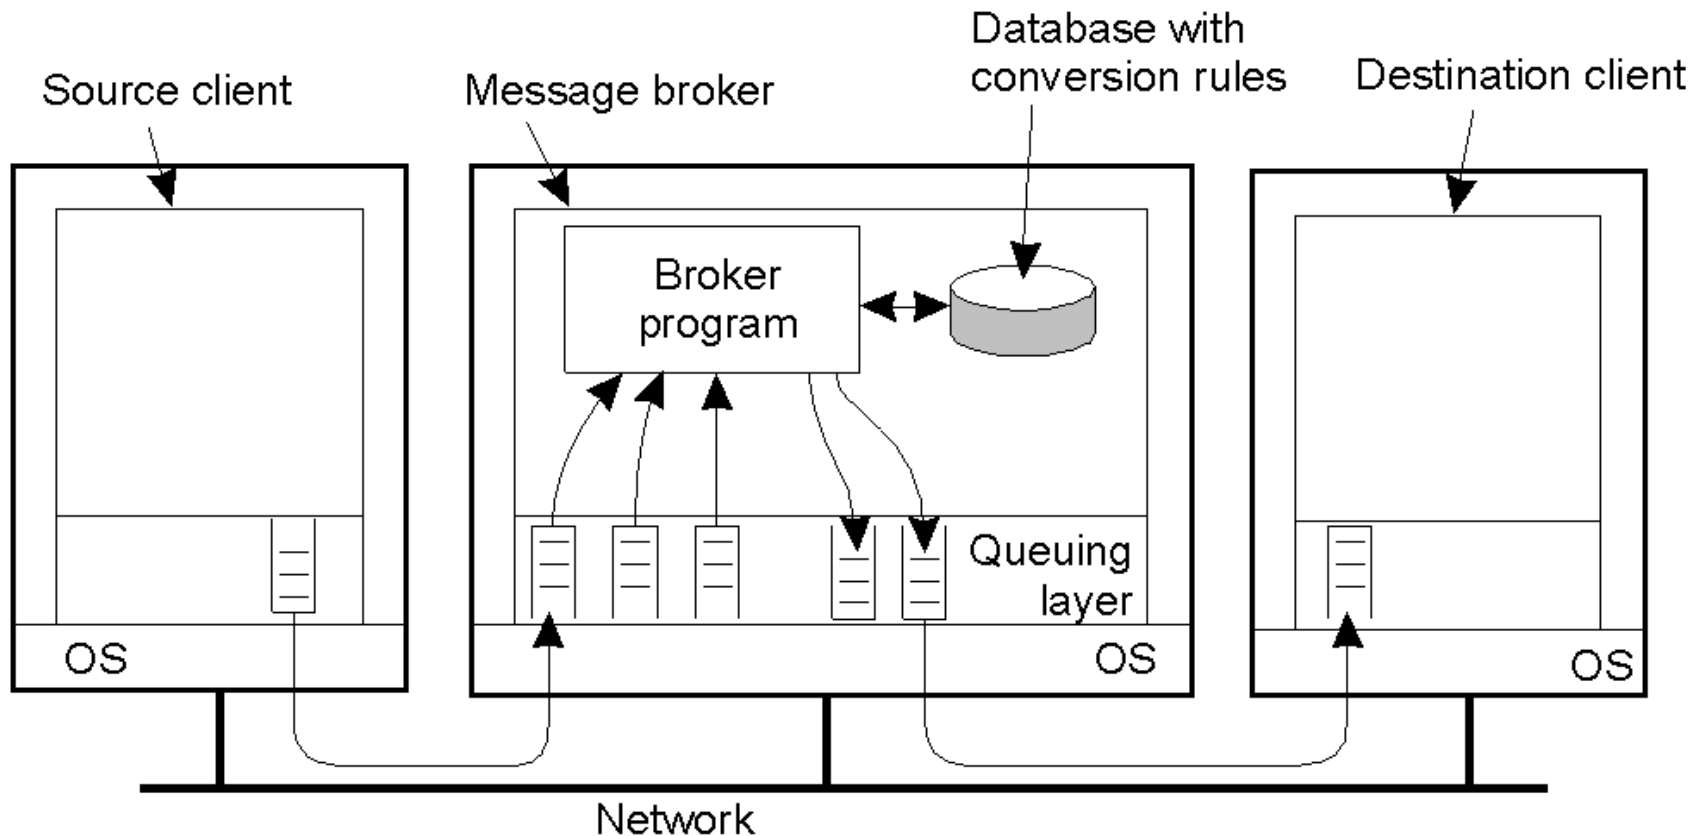 Source client
Message broker
Database with
conversion rules
Destination client
Broker
program
Queuing
layer
OS
OS
OS
Network